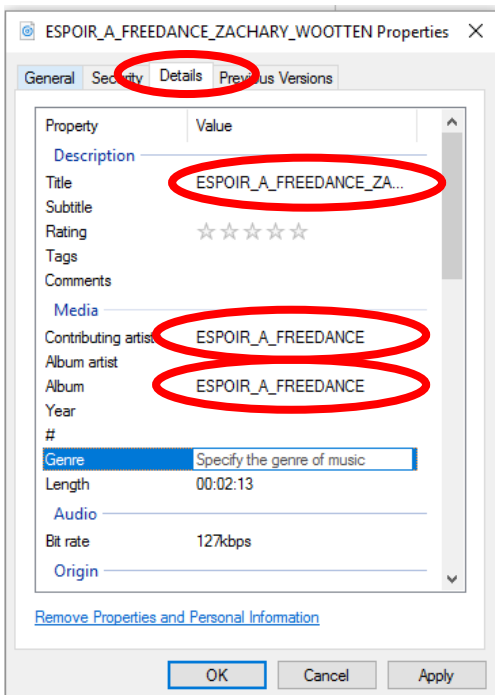 ESPOIR_A_FREEDANCE_ZACHARY_WOOTTEN Properties
General Security Details Previous Versions
Property Value
Description
Title ESPOIR_A_FREEDANCE_ZA...
Subtitle
Rating
Tags
Comments
Media
Contributing artist ESPOIR_A_FREEDANCE
Album artist
Album ESPOIR_A_FREEDANCE
Year
#
Genre Specify the genre of music
Length 00:02:13
Audio
Bit rate 127kbps
Origin
Remove Properties and Personal Information
OK Cancel Apply